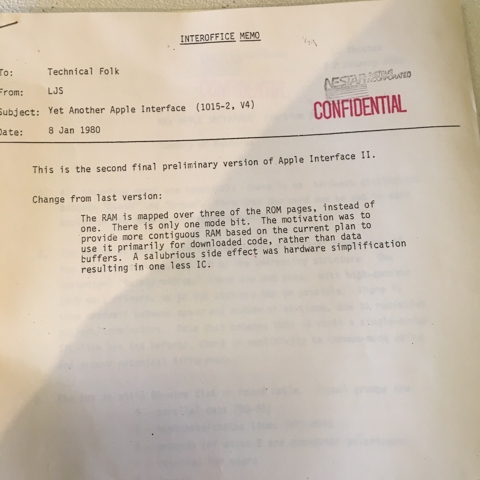 INTEROFFICE MEMO
To: Technical Folk
From: LJS
Subject: Yet Another Apple Interface (1015-2, V4)
Date: 8 Jan 1980
CONFIDENTIAL
This is the second final preliminary version of Apple Interface II.
Change from last version:
The RAM is mapped over three of the ROM pages, instead of
one. There is only one mode bit. The motivation was to
provide more contiguous RAM based on the current plan to
use it primarily for downloaded code, rather than data
buffers. A salubrious side effect was hardware simplification
resulting in one less IC.